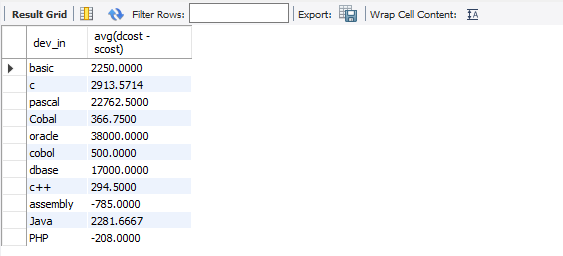 Result Grid Filter Rows: Export: Wrap Cell Content: IA
dev_in avg(dcost -
scost)
basic 2250.0000
c 2913.5714
pascal 22762.5000
Cobal 366.7500
oracle 38000.0000
cobol 500.0000
dbase 17000.0000
c++ 294.5000
assembly -785.0000
Java 2281.6667
PHP -208.0000